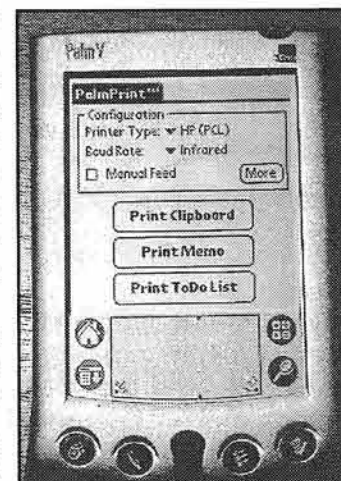 Palm V
PalmPrint™
Configuration
Printer Type: HP (PCL)
Baud Rate: Infrared
Manual Feed More
Print Clipboard
Print Memo
Print ToDo List